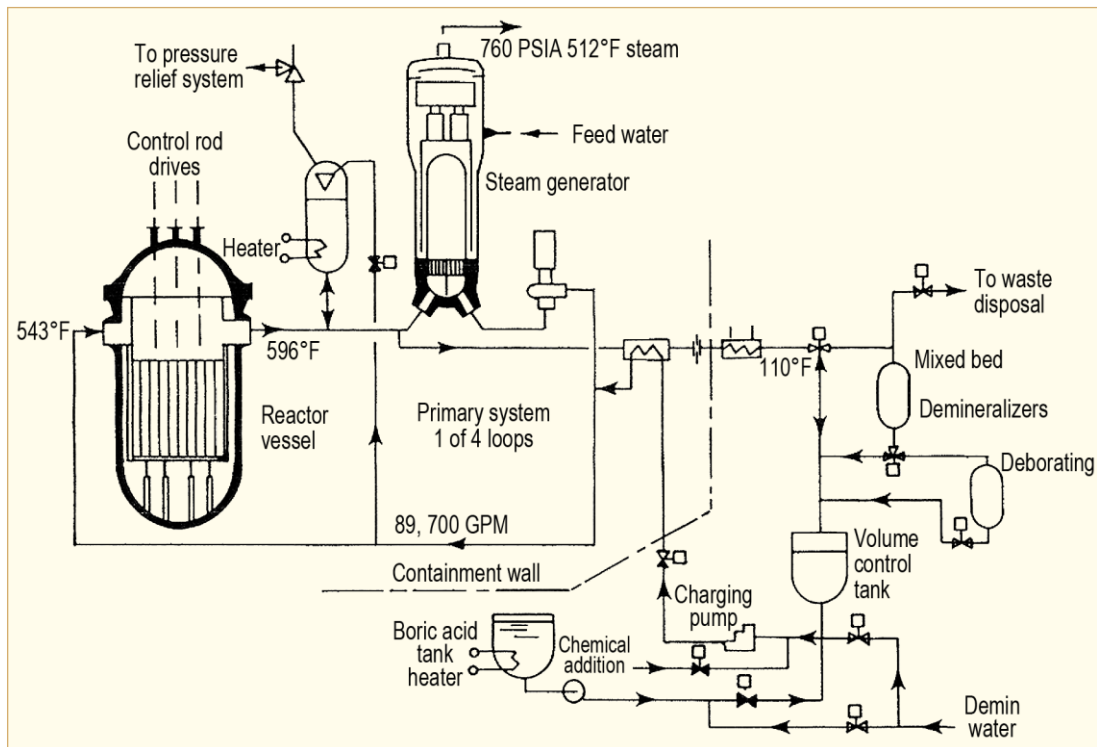 760 PSIA 512°F steam
To pressure
relief system
Control rod
drives
Feed water
Steam generator
Heater
To waste
disposal
543°F
596°F
110°F
Mixed bed
Demineralizers
Reactor
vessel
Primary system
1 of 4 loops
Deborating
89, 700 GPM
Volume
control
tank
Containment wall
Charging
pump
Boric acid
tank
heater
Chemical
addition
Demin
water